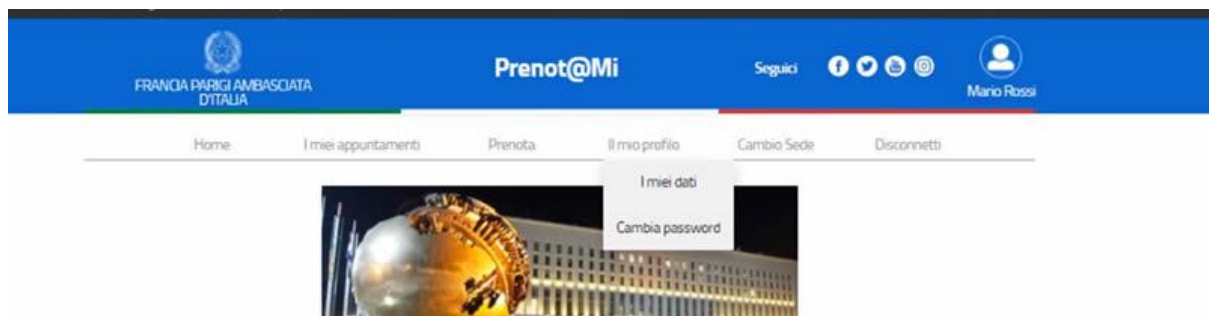 FRANCIA PARIGI AMBASCIATA
D'ITALIA
Prenot@Mi
Seguici
Mario Rossi
Home
I miei appuntamenti
Prenota
Il mio profilo
Cambio Sede
Disconnetti
I miei dati
Cambia password